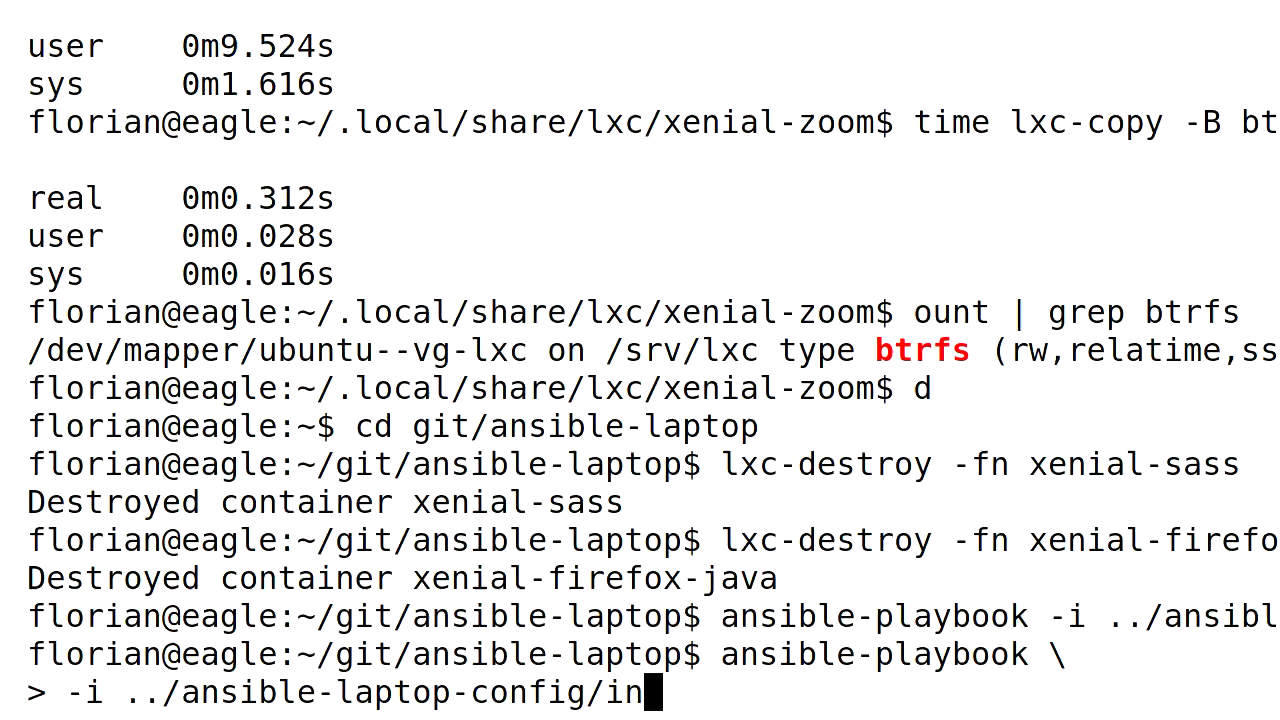 user    0m9.524s
sys     0m1.616s
florian@eagle:~/.local/share/lxc/xenial-zoom$ time lxc-copy -B bt
real    0m0.312s
user    0m0.028s
sys     0m0.016s
florian@eagle:~/.local/share/lxc/xenial-zoom$ ount | grep btrfs
/dev/mapper/ubuntu--vg-lxc on /srv/lxc type btrfs (rw,relatime,ss
florian@eagle:~/.local/share/lxc/xenial-zoom$ d
florian@eagle:~$ cd git/ansible-laptop
florian@eagle:~/git/ansible-laptop$ lxc-destroy -fn xenial-sass
Destroyed container xenial-sass
florian@eagle:~/git/ansible-laptop$ lxc-destroy -fn xenial-firefo
Destroyed container xenial-firefox-java
florian@eagle:~/git/ansible-laptop$ ansible-playbook -i ../ansibl
florian@eagle:~/git/ansible-laptop$ ansible-playbook \
> -i ../ansible-laptop-config/in